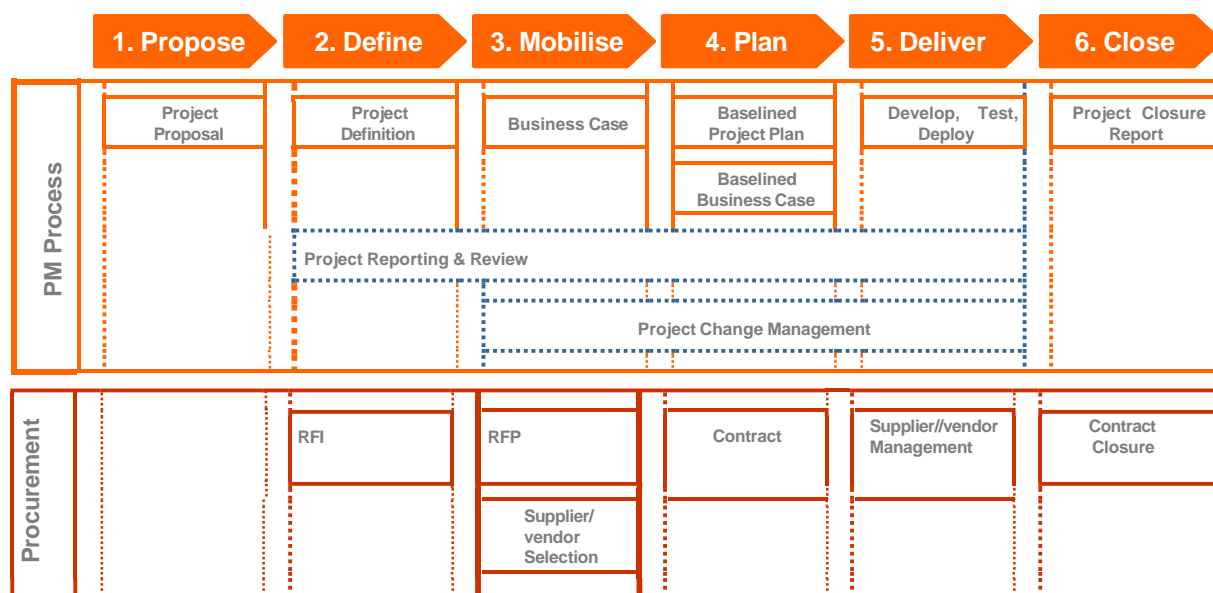 1. Propose
2. Define
3. Mobilise
4. Plan
5. Deliver
6. Close
PM Process
Project
Proposal
Project
Definition
Business Case
Baselined
Project Plan
Develop, Test,
Deploy
Project Closure
Report
Baselined
Business Case
Project Reporting & Review
Project Change Management
Procurement
RFI
RFP
Contract
Supplier//vendor
Management
Contract
Closure
Supplier/
vendor
Selection